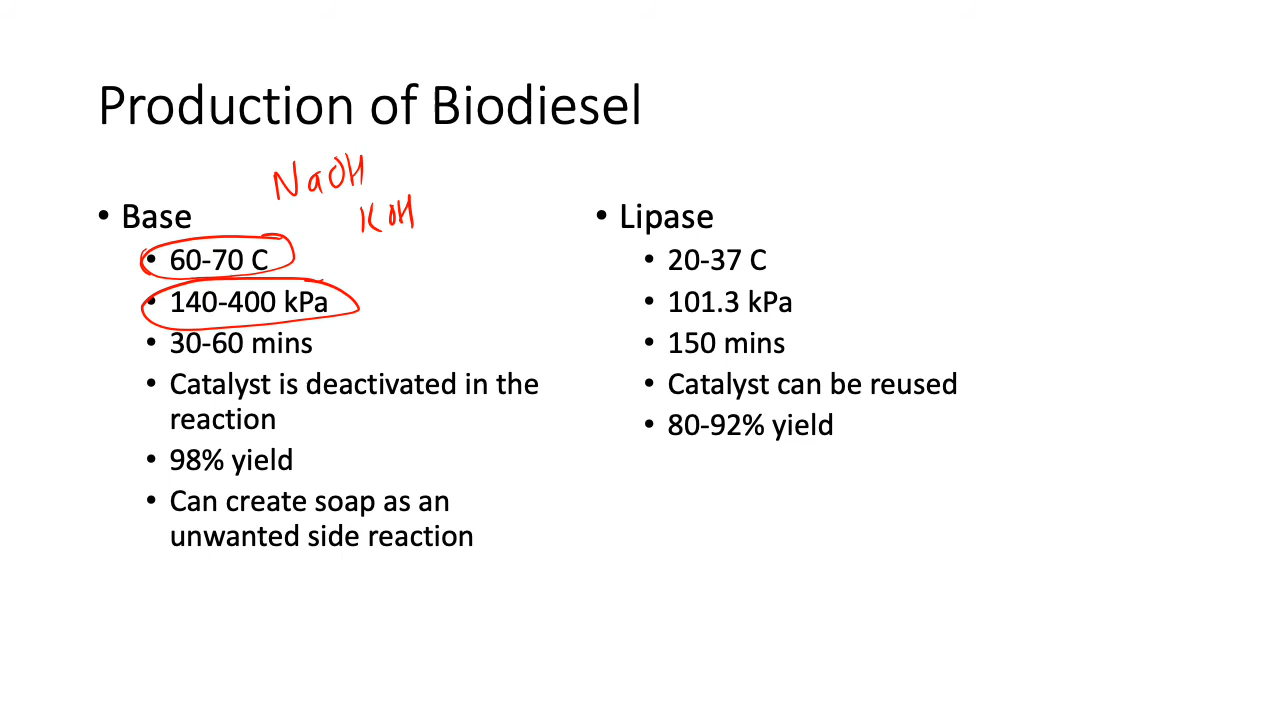 Production of Biodiesel
NaOH
KOH
• Base
• 60-70 C
• 140-400 kPa
• 30-60 mins
• Catalyst is deactivated in the
reaction
• 98% yield
• Can create soap as an
unwanted side reaction
• Lipase
• 20-37 C
• 101.3 kPa
• 150 mins
• Catalyst can be reused
• 80-92% yield